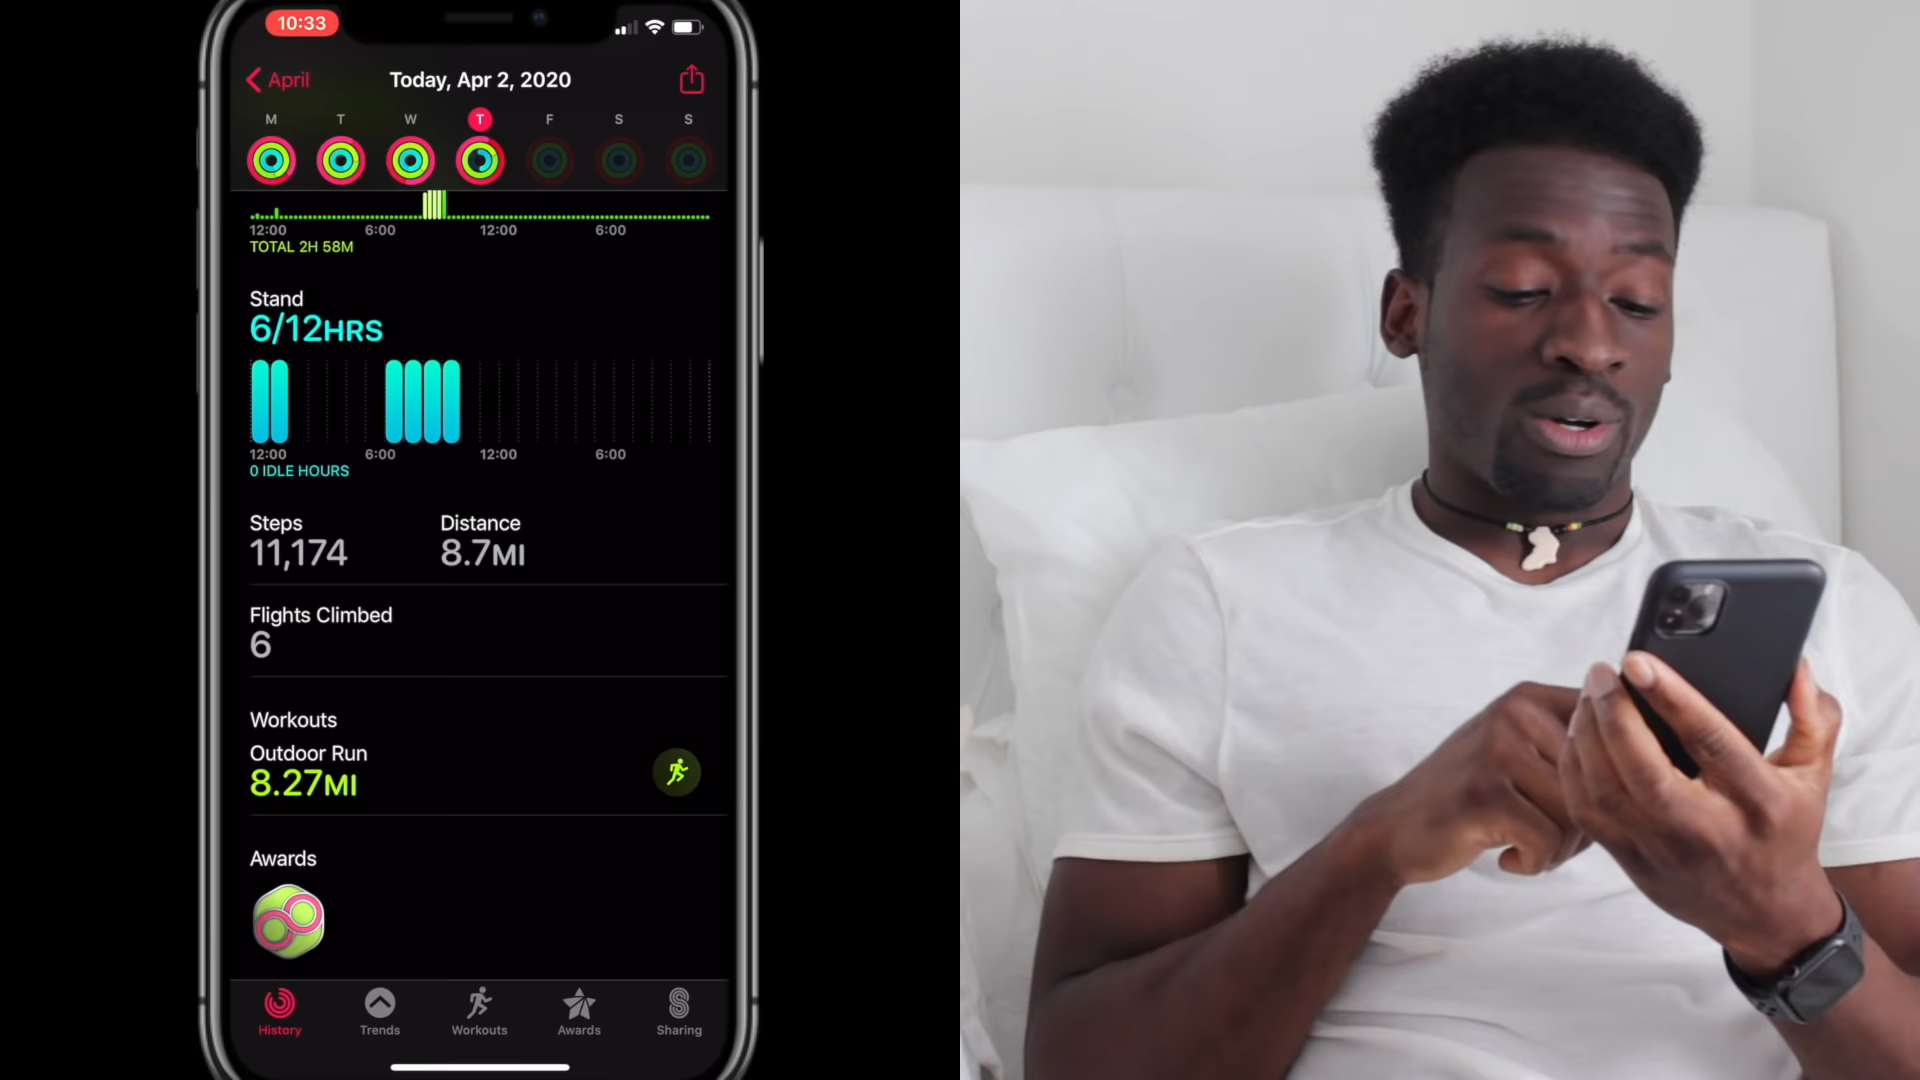 10:33
April
Today, Apr 2, 2020
M T W T F S S
12:00 6:00 12:00 6:00
TOTAL 2H 58M
Stand
6/12HRS
12:00 6:00 12:00 6:00
0 IDLE HOURS
Steps Distance
11,174 8.7MI
Flights Climbed
6
Workouts
Outdoor Run
8.27MI
Awards
History Trends Workouts Awards Sharing